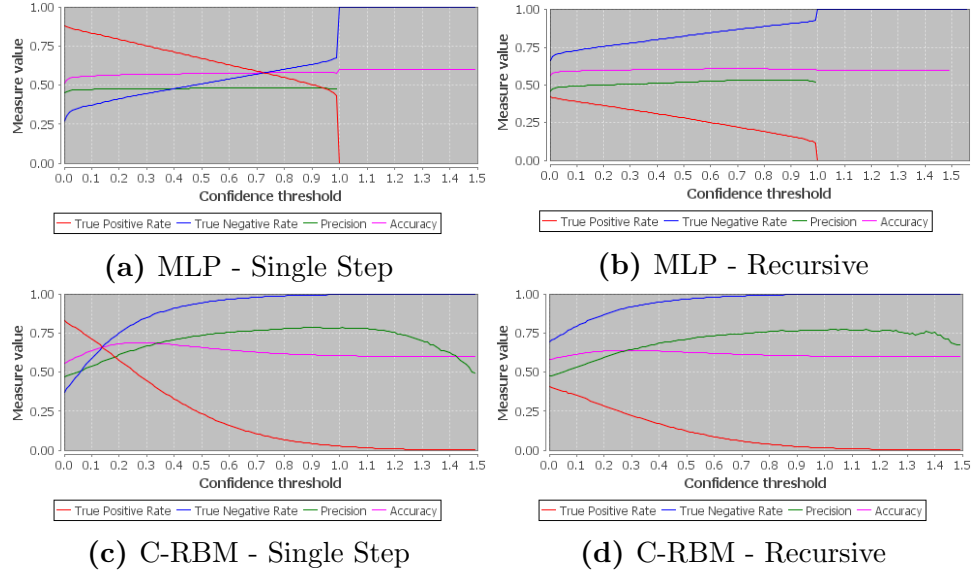 Measure value
1.00
0.75
0.50
0.25
0.00
0.0 0.1 0.2 0.3 0.4 0.5 0.6 0.7 0.8 0.9 1.0 1.1 1.2 1.3 1.4 1.5
Confidence threshold
True Positive Rate True Negative Rate Precision Accuracy
(a) MLP - Single Step
Measure value
1.00
0.75
0.50
0.25
0.00
0.0 0.1 0.2 0.3 0.4 0.5 0.6 0.7 0.8 0.9 1.0 1.1 1.2 1.3 1.4 1.5
Confidence threshold
True Positive Rate True Negative Rate Precision Accuracy
(b) MLP - Recursive
Measure value
1.00
0.75
0.50
0.25
0.00
0.0 0.1 0.2 0.3 0.4 0.5 0.6 0.7 0.8 0.9 1.0 1.1 1.2 1.3 1.4 1.5
Confidence threshold
True Positive Rate True Negative Rate Precision Accuracy
(c) C-RBM - Single Step
Measure value
1.00
0.75
0.50
0.25
0.00
0.0 0.1 0.2 0.3 0.4 0.5 0.6 0.7 0.8 0.9 1.0 1.1 1.2 1.3 1.4 1.5
Confidence threshold
True Positive Rate True Negative Rate Precision Accuracy
(d) C-RBM - Recursive